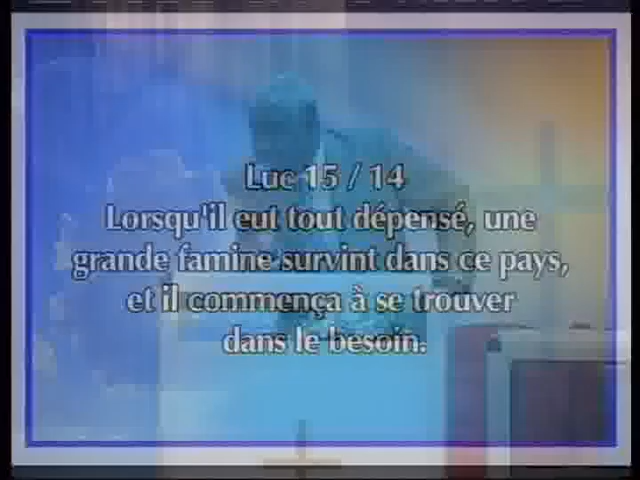 Luc 15 / 14
Lorsqu'il eut tout dépensé, une
grande famine survint dans ce pays,
et il commença à se trouver
dans le besoin.